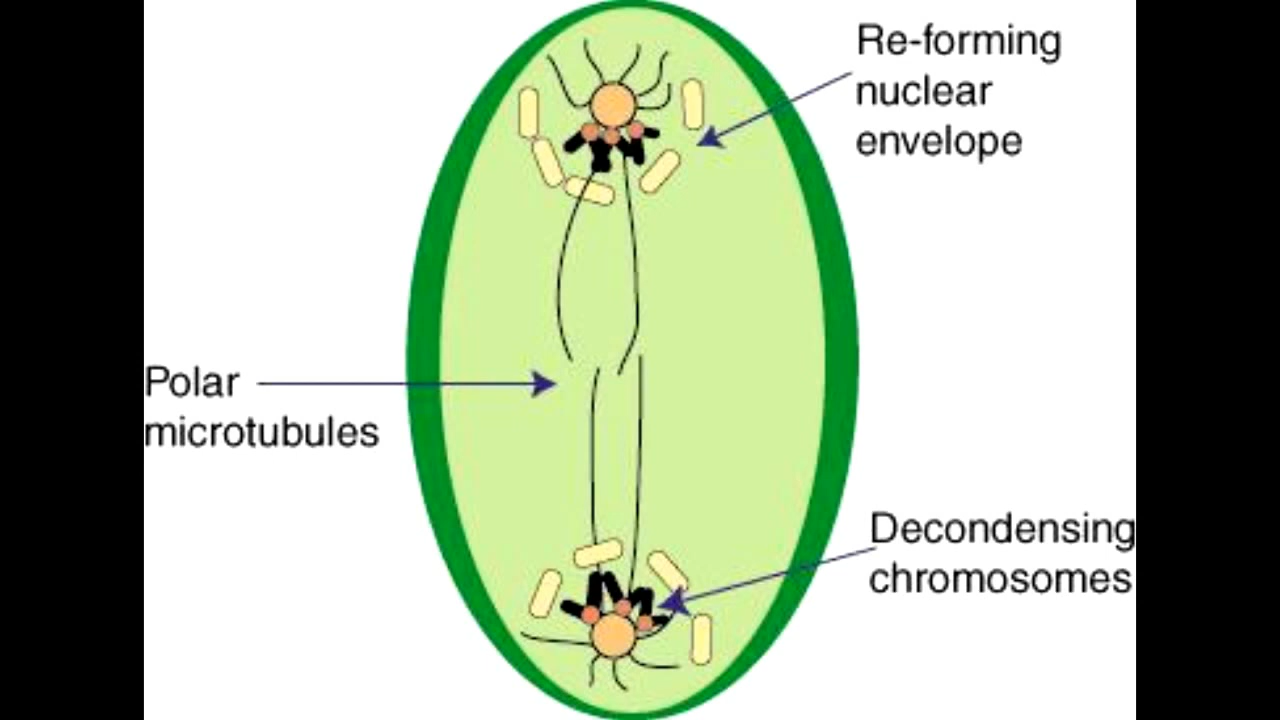 Re-forming
nuclear
envelope
Polar
microtubules
Decondensing
chromosomes